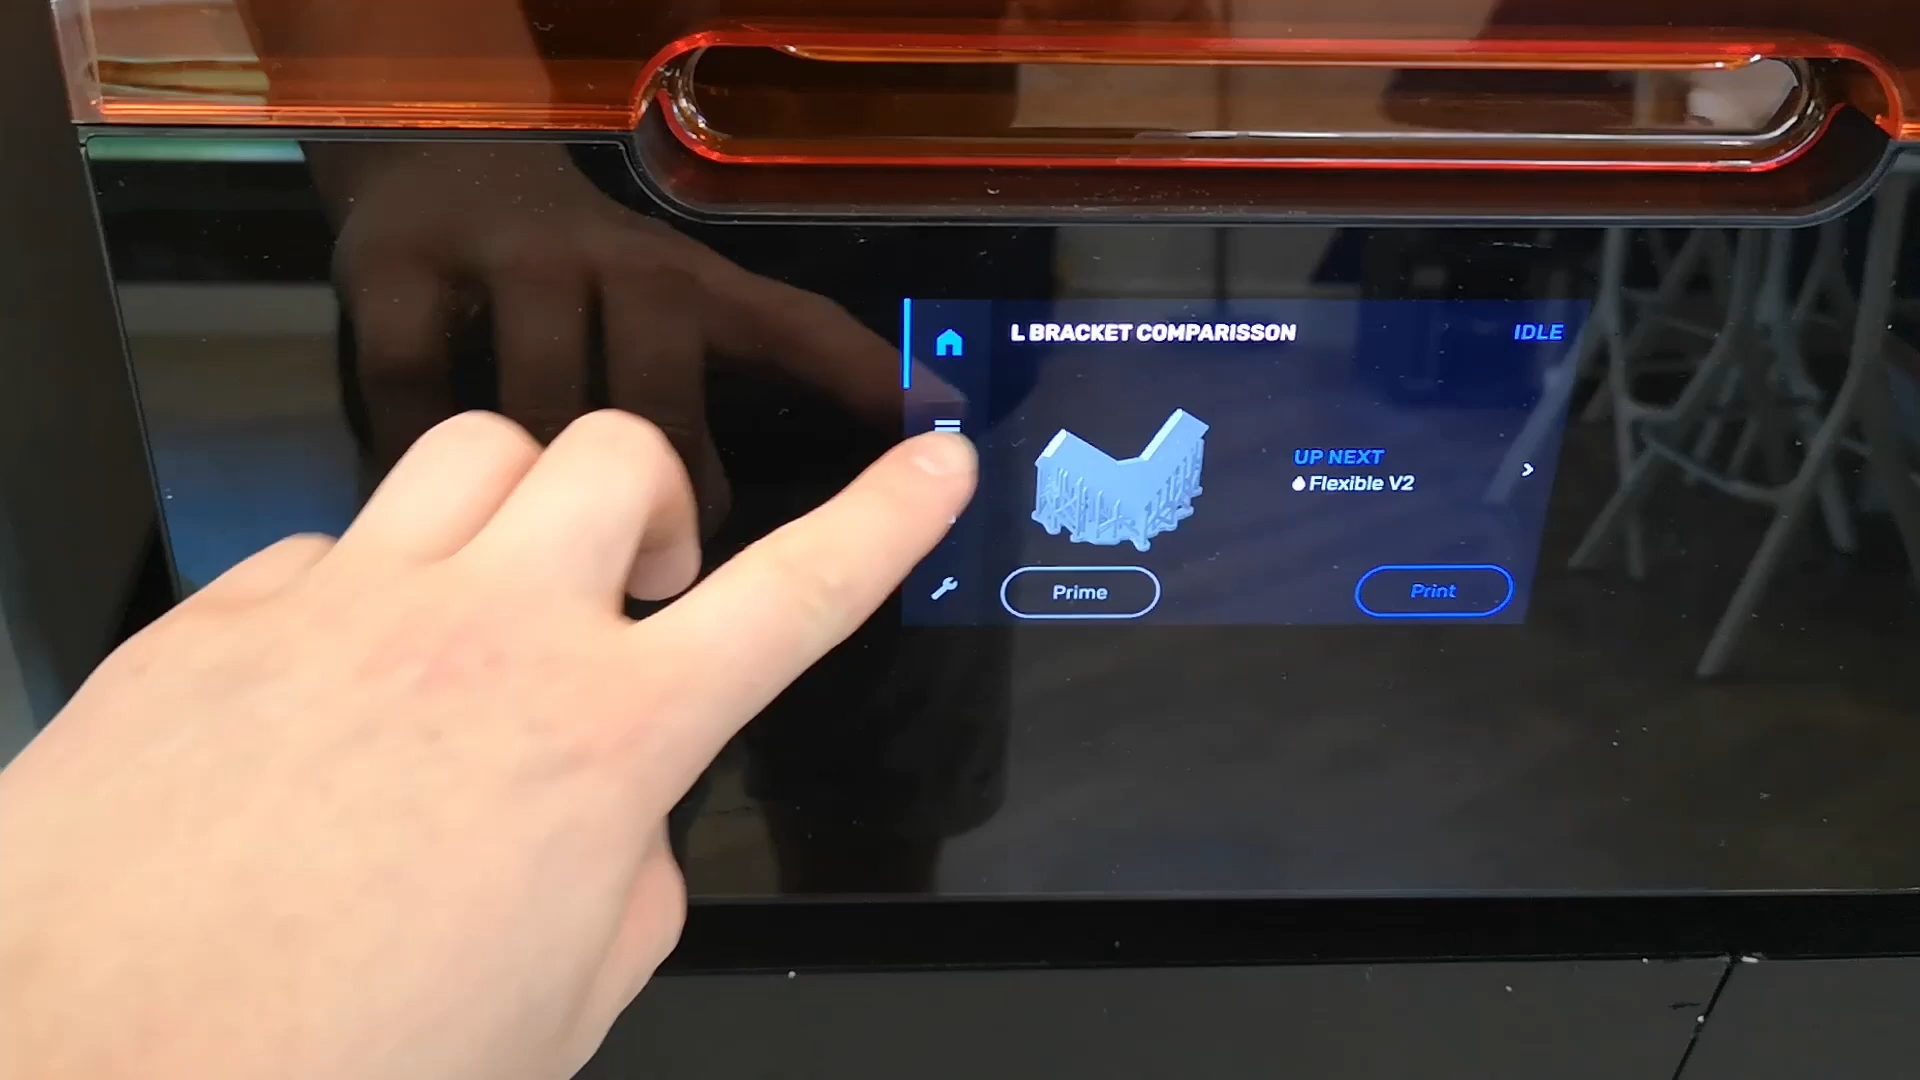 L BRACKET COMPARISSON
IDLE
UP NEXT
Flexible V2
Prime
Print